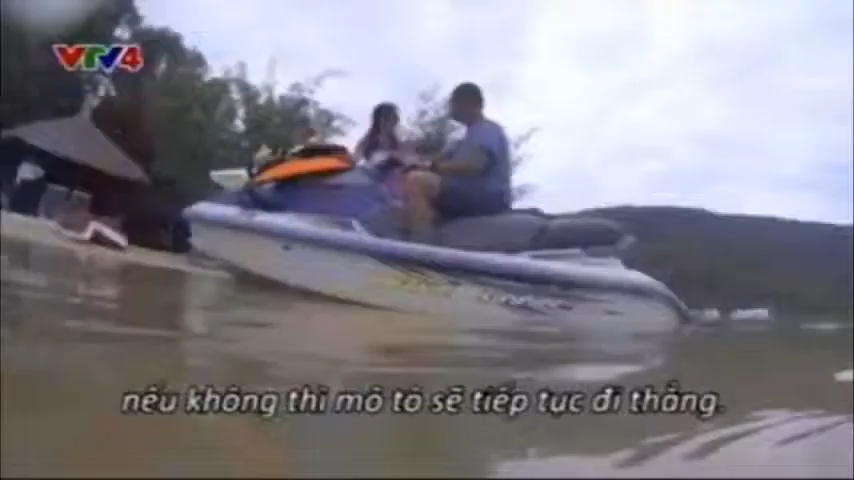 VTV4
nếu không thì mô tô sẽ tiếp tục đi thẳng.